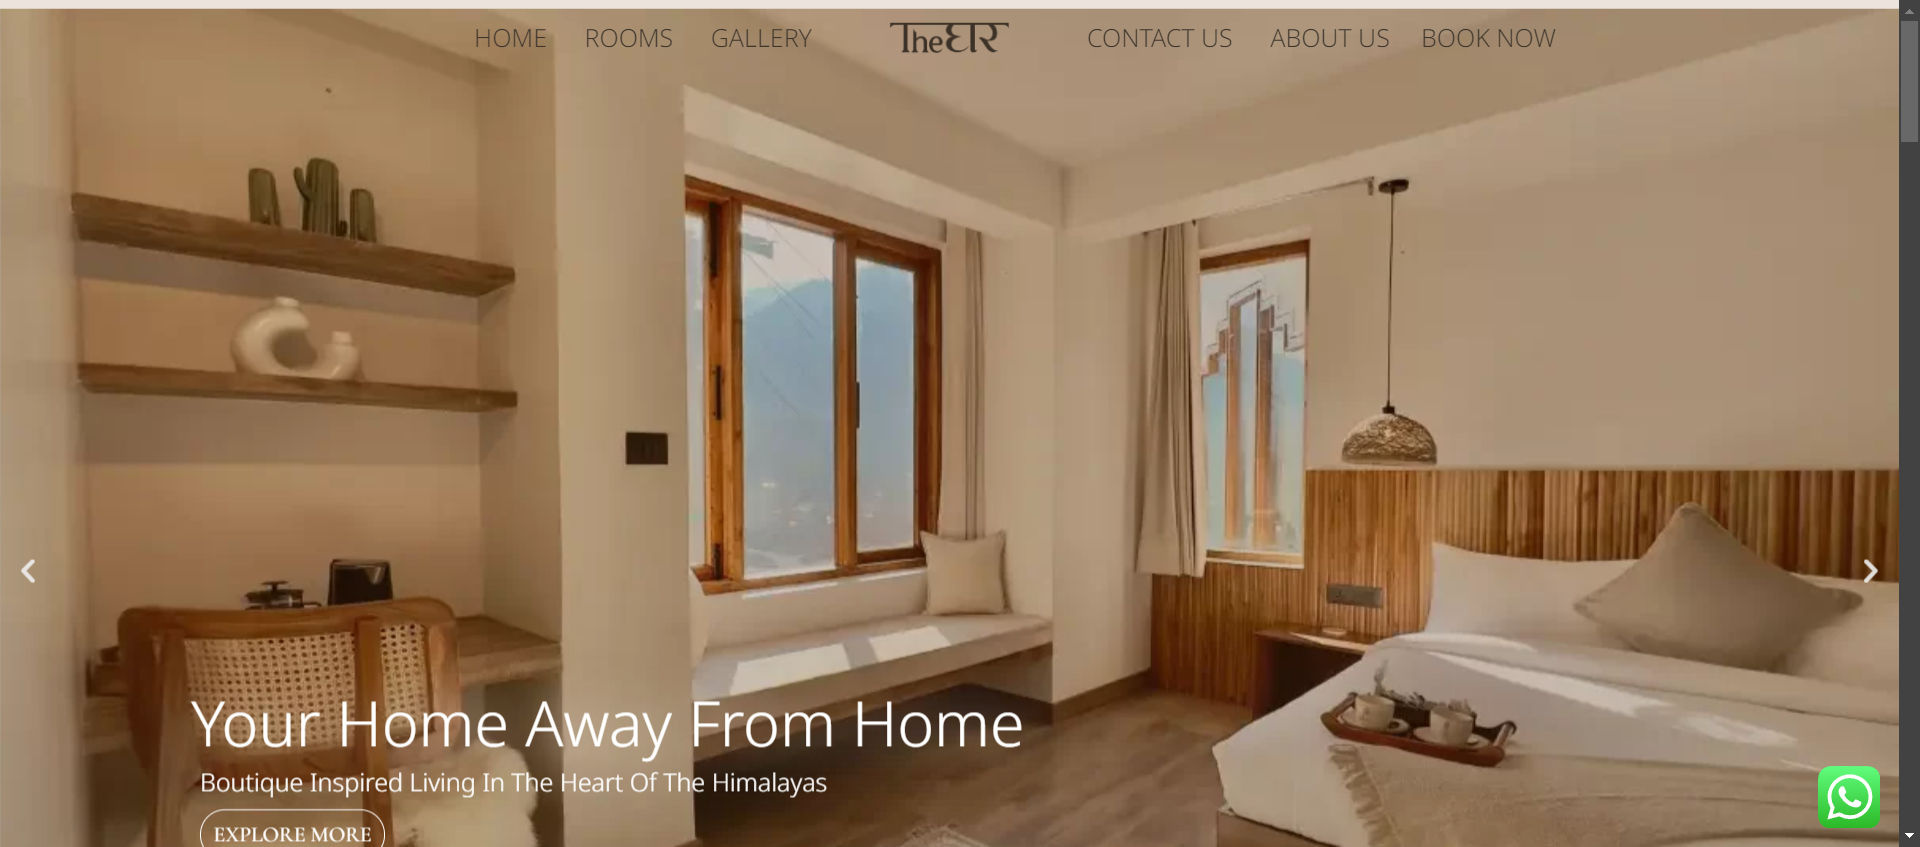 HOME ROOMS GALLERY The घर CONTACT US ABOUT US BOOK NOW
Your Home Away From Home
Boutique Inspired Living In The Heart Of The Himalayas
EXPLORE MORE